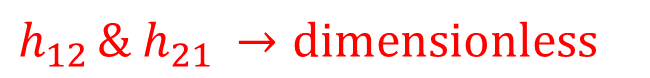 h₁₂ & h₂₁ → dimensionless